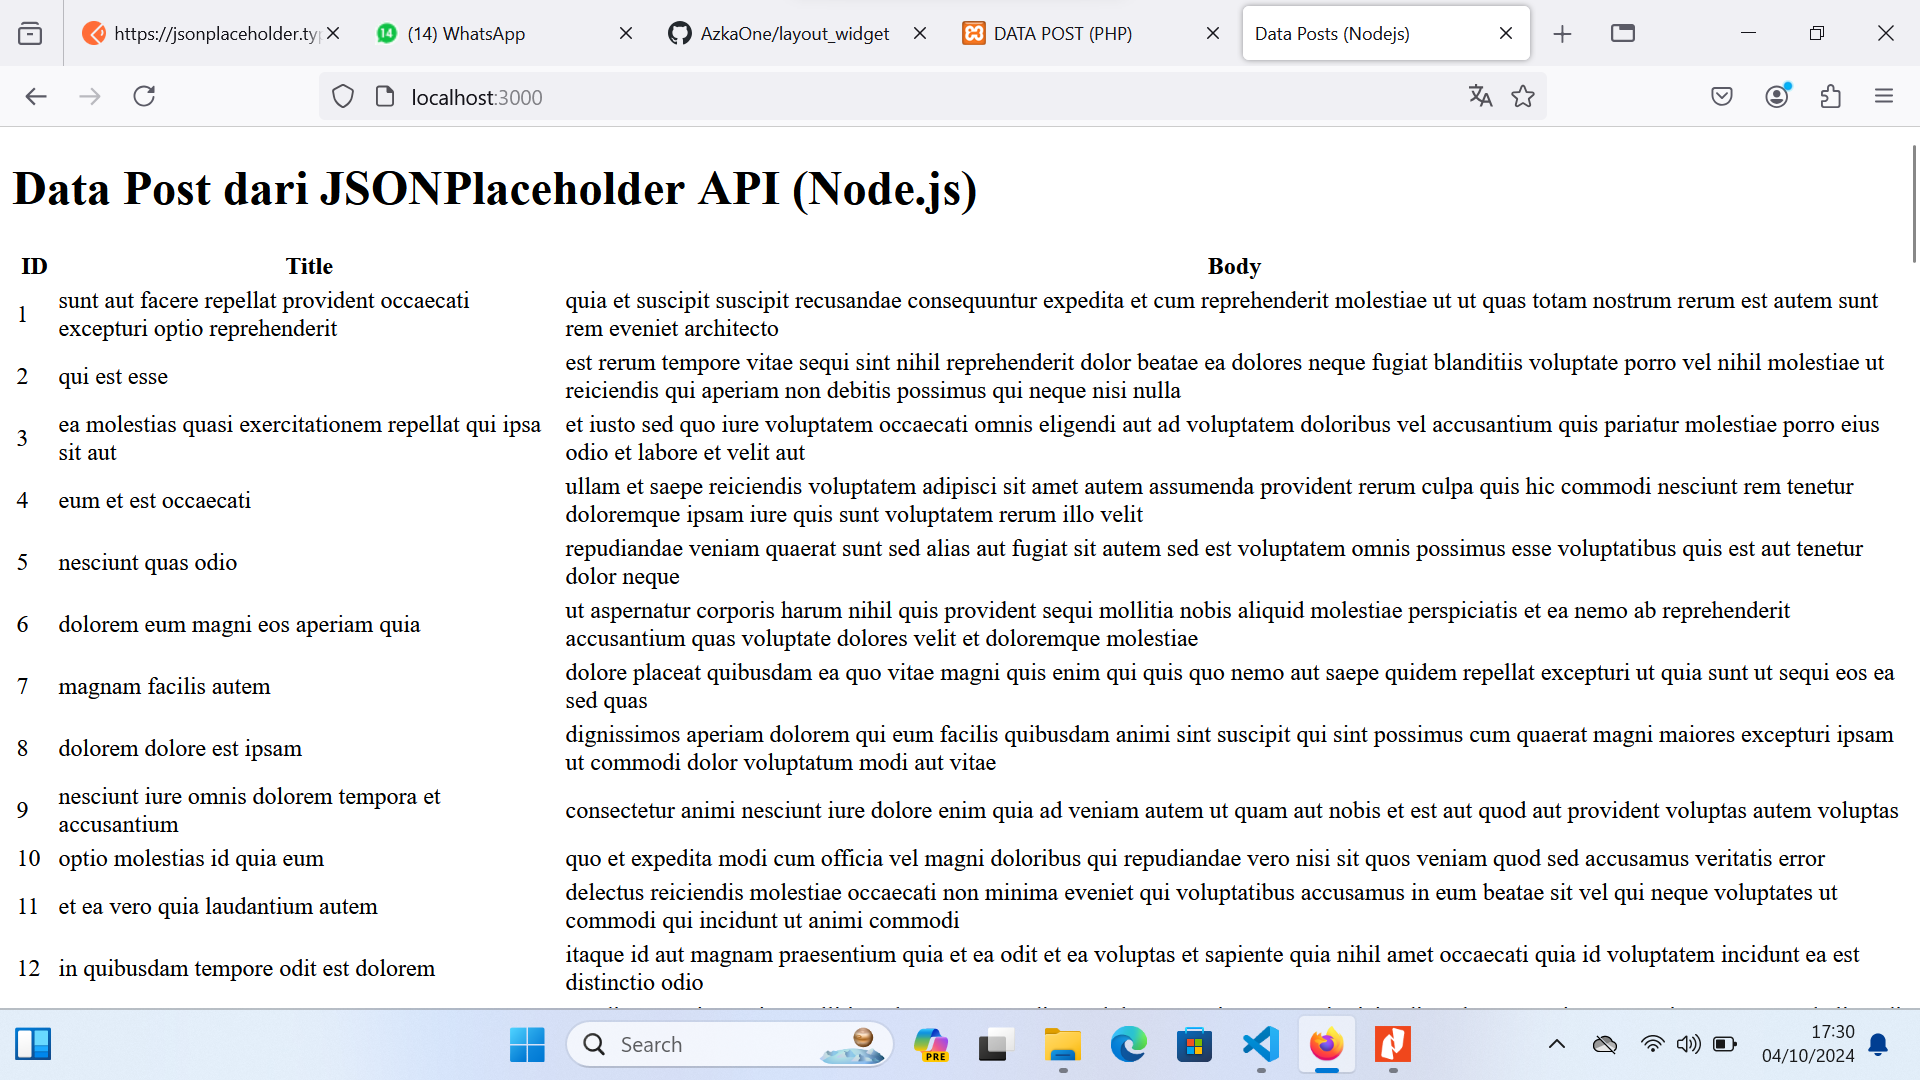 https://jsonplaceholder.typ
14 (14) WhatsApp
AzkaOne/layout_widget
DATA POST (PHP)
Data Posts (Nodejs)
localhost:3000
Data Post dari JSONPlaceholder API (Node.js)
ID Title Body
1
sunt aut facere repellat provident occaecati
excepturi optio reprehenderit
quia et suscipit suscipit recusandae consequuntur expedita et cum reprehenderit molestiae ut ut quas totam nostrum rerum est autem sunt
rem eveniet architecto
2
qui est esse
est rerum tempore vitae sequi sint nihil reprehenderit dolor beatae ea dolores neque fugiat blanditiis voluptate porro vel nihil molestiae ut
reiciendis qui aperiam non debitis possimus qui neque nisi nulla
3
ea molestias quasi exercitationem repellat qui ipsa
sit aut
et iusto sed quo iure voluptatem occaecati omnis eligendi aut ad voluptatem doloribus vel accusantium quis pariatur molestiae porro eius
odio et labore et velit aut
4
eum et est occaecati
ullam et saepe reiciendis voluptatem adipisci sit amet autem assumenda provident rerum culpa quis hic commodi nesciunt rem tenetur
doloremque ipsam iure quis sunt voluptatem rerum illo velit
5
nesciunt quas odio
repudiandae veniam quaerat sunt sed alias aut fugiat sit autem sed est voluptatem omnis possimus esse voluptatibus quis est aut tenetur
dolor neque
6
dolorem eum magni eos aperiam quia
ut aspernatur corporis harum nihil quis provident sequi mollitia nobis aliquid molestiae perspiciatis et ea nemo ab reprehenderit
accusantium quas voluptate dolores velit et doloremque molestiae
7
magnam facilis autem
dolore placeat quibusdam ea quo vitae magni quis enim qui quis quo nemo aut saepe quidem repellat excepturi ut quia sunt ut sequi eos ea
sed quas
8
dolorem dolore est ipsam
dignissimos aperiam dolorem qui eum facilis quibusdam animi sint suscipit qui sint possimus cum quaerat magni maiores excepturi ipsam
ut commodi dolor voluptatum modi aut vitae
9
nesciunt iure omnis dolorem tempora et
accusantium
consectetur animi nesciunt iure dolore enim quia ad veniam autem ut quam aut nobis et est aut quod aut provident voluptas autem voluptas
10 optio molestias id quia eum
quo et expedita modi cum officia vel magni doloribus qui repudiandae vero nisi sit quos veniam quod sed accusamus veritatis error
11
et ea vero quia laudantium autem
delectus reiciendis molestiae occaecati non minima eveniet qui voluptatibus accusamus in eum beatae sit vel qui neque voluptates ut
commodi qui incidunt ut animi commodi
12
in quibusdam tempore odit est dolorem
itaque id aut magnam praesentium quia et ea odit et ea voluptas et sapiente quia nihil amet occaecati quia id voluptatem incidunt ea est
distinctio odio
Search
PRE
17:30
04/10/2024